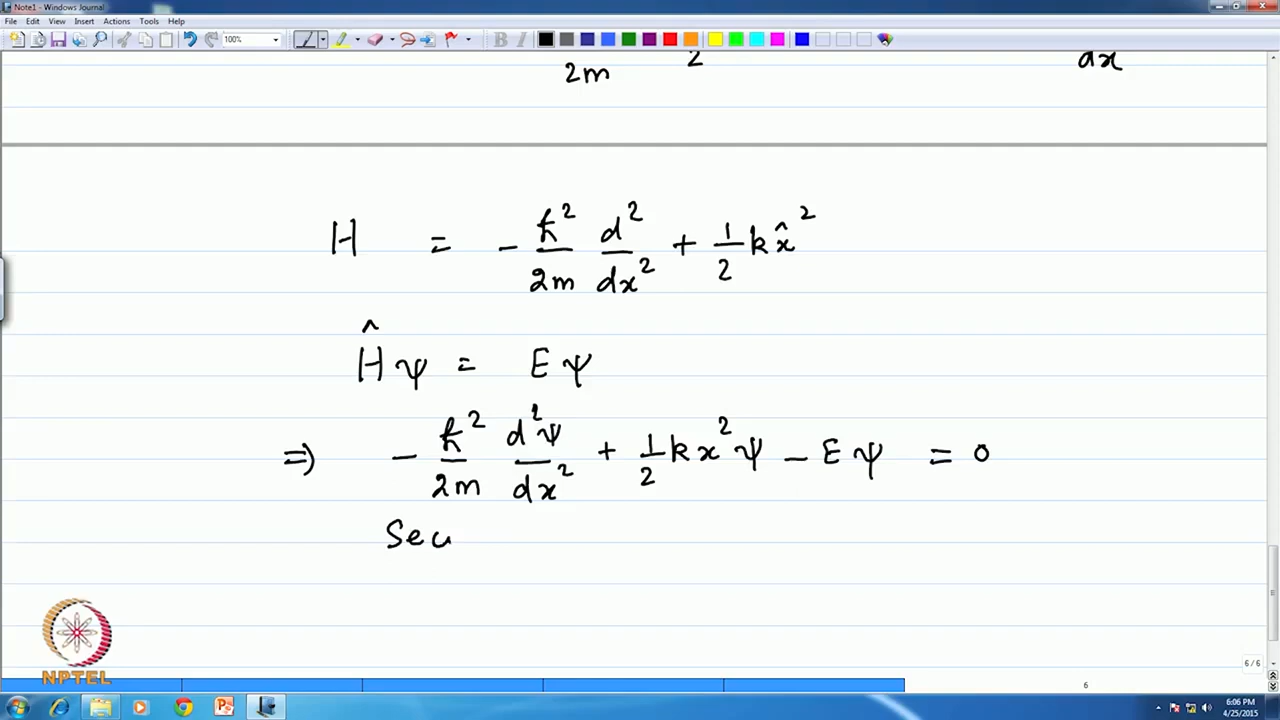 Note1 - Windows Journal
File Edit View Insert Actions Tools Help
100%
2m 2 dx
H = - ħ²/2m d²/dx² + 1/2 k x̂²
Ĥψ = Eψ
⇒ - ħ²/2m d²ψ/dx² + 1/2 kx²ψ - Eψ = 0
Sec
NPTEL
6/6
6
6:06 PM
4/25/2015